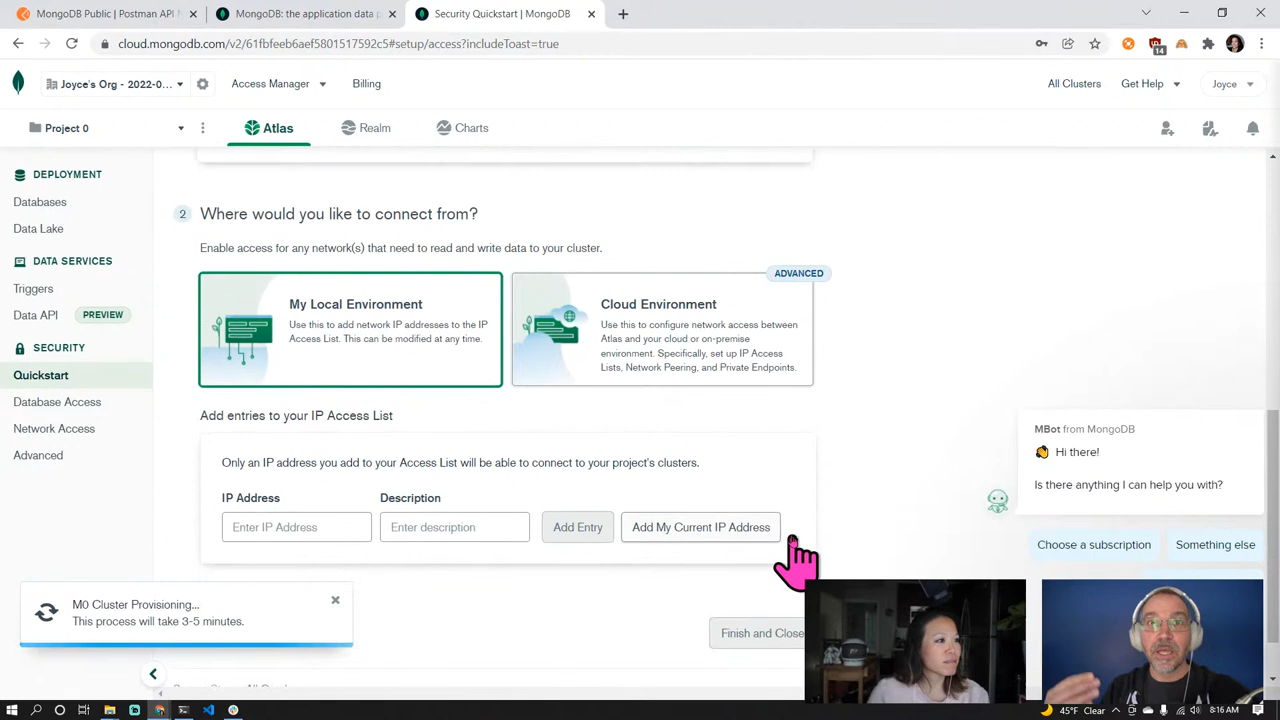 MongoDB Public | Postman API N
MongoDB: the application data p
Security Quickstart | MongoDB
cloud.mongodb.com/v2/61fbfeeb6aef5801517592c5#setup/access?includeToast=true
14
Joyce's Org - 2022-0...
Access Manager
Billing
All Clusters
Get Help
Joyce
Project 0
Atlas
Realm
Charts
DEPLOYMENT
Databases
Data Lake
DATA SERVICES
Triggers
Data API
PREVIEW
SECURITY
Quickstart
Database Access
Network Access
Advanced
2
Where would you like to connect from?
Enable access for any network(s) that need to read and write data to your cluster.
ADVANCED
My Local Environment
Use this to add network IP addresses to the IP
Access List. This can be modified at any time.
Cloud Environment
Use this to configure network access between
Atlas and your cloud or on-premise
environment. Specifically, set up IP Access
Lists, Network Peering, and Private Endpoints.
Add entries to your IP Access List
Only an IP address you add to your Access List will be able to connect to your project's clusters.
IP Address
Description
Enter IP Address
Enter description
Add Entry
Add My Current IP Address
Finish and Close
M0 Cluster Provisioning...
This process will take 3-5 minutes.
MBot from MongoDB
Hi there!
Is there anything I can help you with?
Choose a subscription
Something else
45°F Clear
8:16 AM